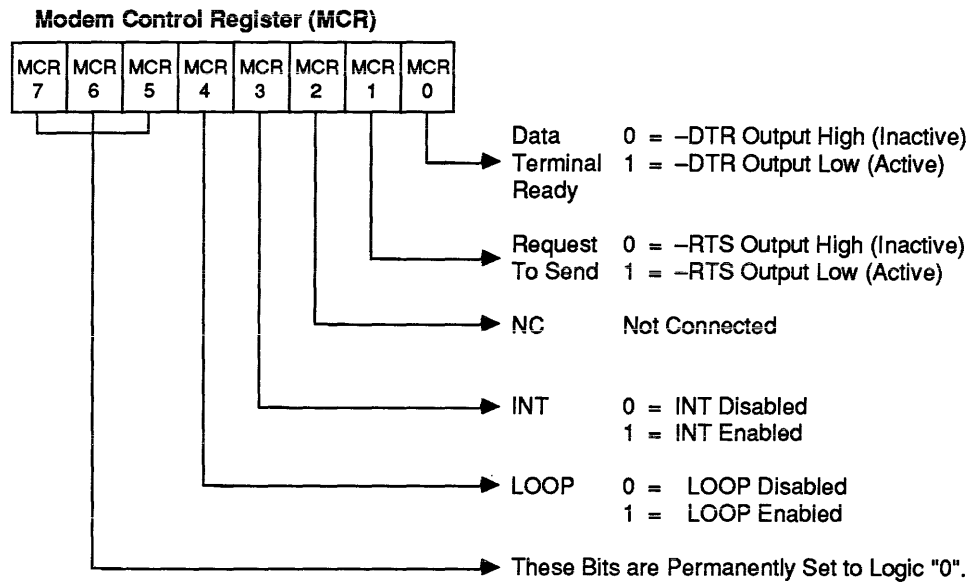 Modem Control Register (MCR)
MCR 7 MCR 6 MCR 5 MCR 4 MCR 3 MCR 2 MCR 1 MCR 0
Data Terminal Ready
0 = –DTR Output High (Inactive)
1 = –DTR Output Low (Active)
Request To Send
0 = –RTS Output High (Inactive)
1 = –RTS Output Low (Active)
NC Not Connected
INT 0 = INT Disabled
1 = INT Enabled
LOOP 0 = LOOP Disabled
1 = LOOP Enabled
These Bits are Permanently Set to Logic "0".